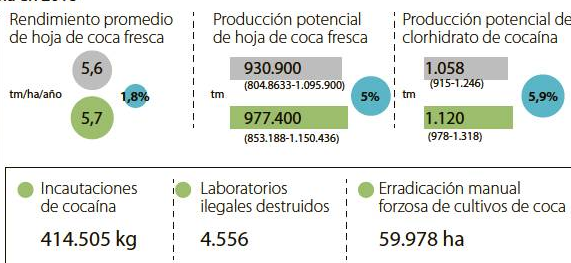 Rendimiento promedio
de hoja de coca fresca
5,6
tm/ha/año
1,8%
5,7
Producción potencial
de hoja de coca fresca
930.900
(804.8633-1.095.900)
tm
5%
977.400
(853.188-1.150.436)
Producción potencial de
clorhidrato de cocaína
1.058
(915-1.246)
tm
5,9%
1.120
(978-1.318)
Incautaciones
de cocaína
414.505 kg
Laboratorios
ilegales destruidos
4.556
Erradicación manual
forzosa de cultivos de coca
59.978 ha